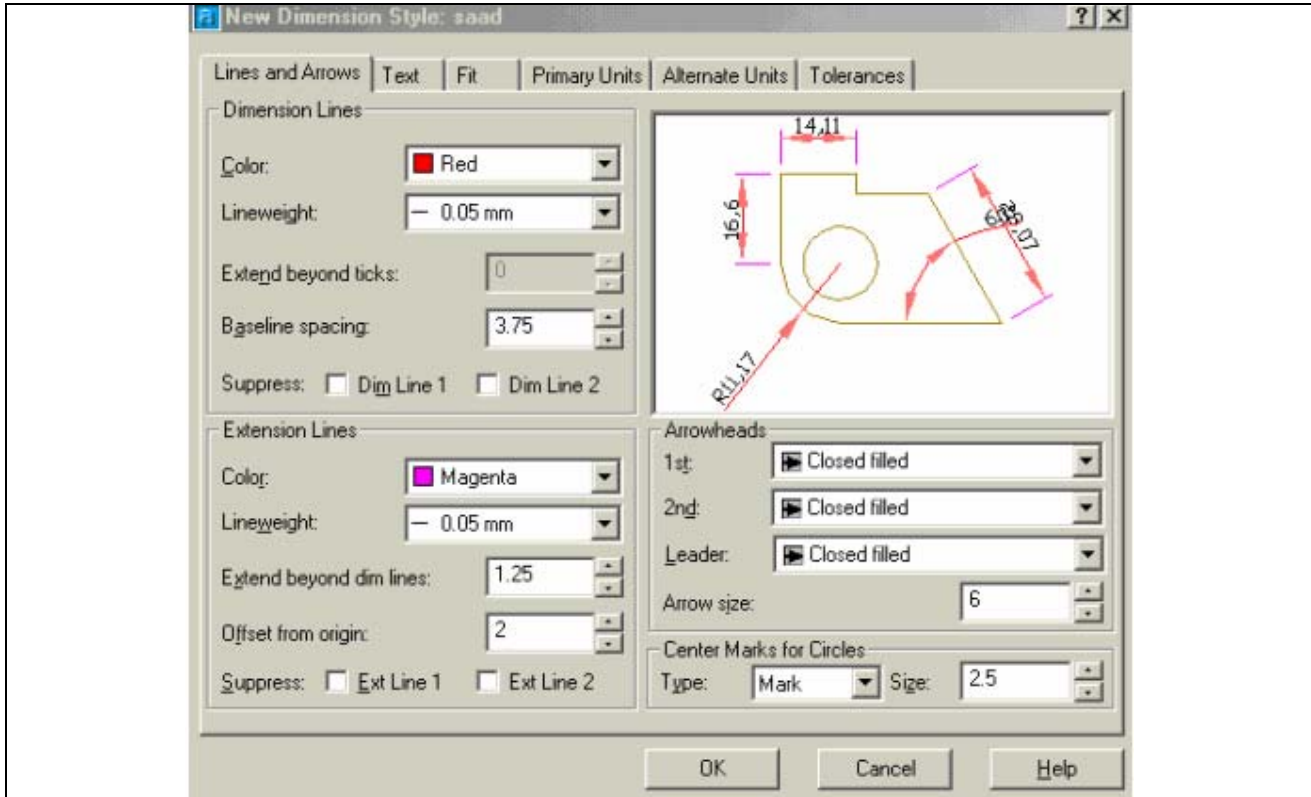 New Dimension Style: saad
Lines and Arrows Text Fit Primary Units Alternate Units Tolerances
Dimension Lines
Color: Red
Lineweight: 0.05 mm
Extend beyond ticks: 0
Baseline spacing: 3.75
Suppress: Dim Line 1 Dim Line 2
Extension Lines
Color: Magenta
Lineweight: 0.05 mm
Extend beyond dim lines: 1.25
Offset from origin: 2
Suppress: Ext Line 1 Ext Line 2
14,11
16,6
R11,17
Arrowheads
1st: Closed filled
2nd: Closed filled
Leader: Closed filled
Arrow size: 6
Center Marks for Circles
Type: Mark Size: 2.5
OK Cancel Help